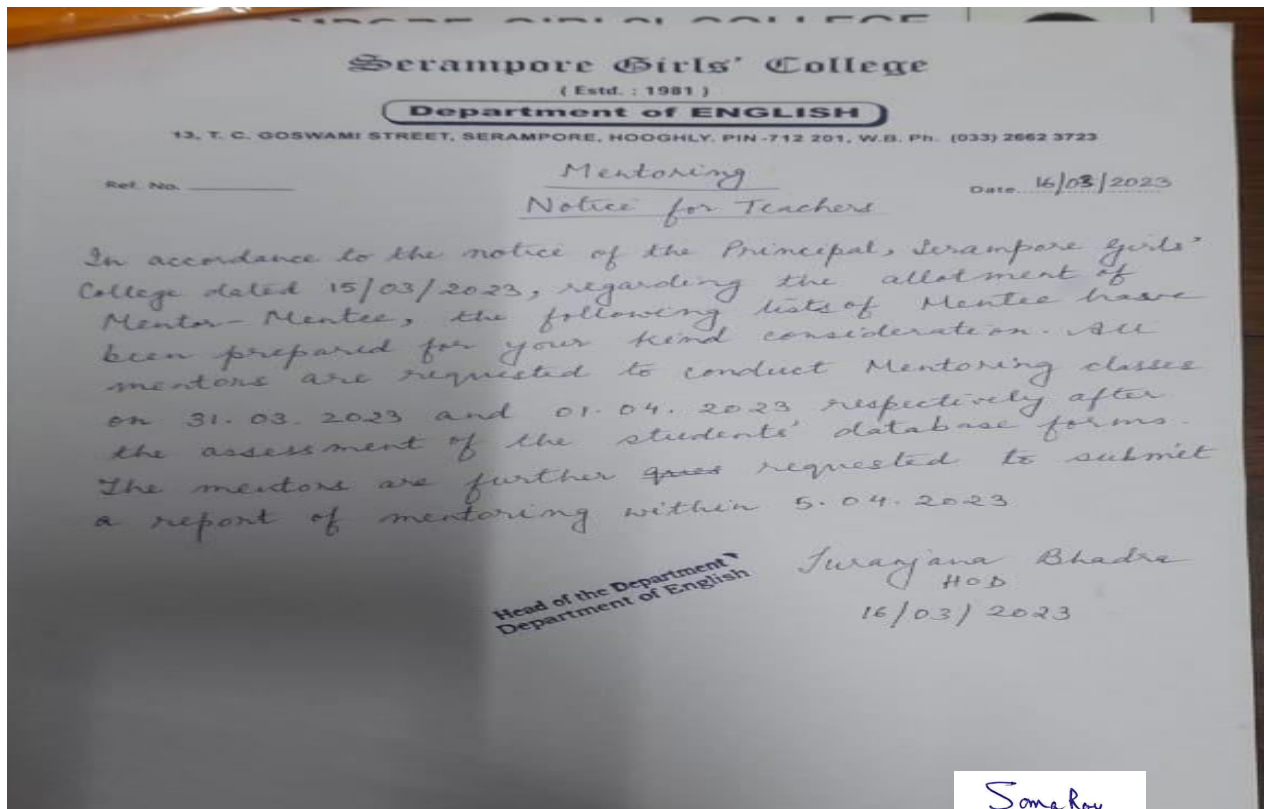 Serampore Girls' College
( Estd. : 1981 )
Department of ENGLISH
13, T. C. GOSWAMI STREET, SERAMPORE, HOOGHLY. PIN-712 201, W.B. Ph. (033) 2662 3723
Mentoring
Ref. No. Date 16/03/2023
Notice for Teachers
In accordance to the notice of the Principal, Serampore Girls'
College dated 15/03/2023, regarding the allotment of
Mentor-Mentee, the following lists of Mentee have
been prepared for your kind consideration. All
mentors are requested to conduct Mentoring classes
on 31.03.2023 and 01.04.2023 respectively after
the assessment of the students' database forms.
The mentors are further requested to submit
a report of mentoring within 5.04.2023
Suranjana Bhadra
HOD
16/03/2023
Head of the Department
Department of English
Soma Roy